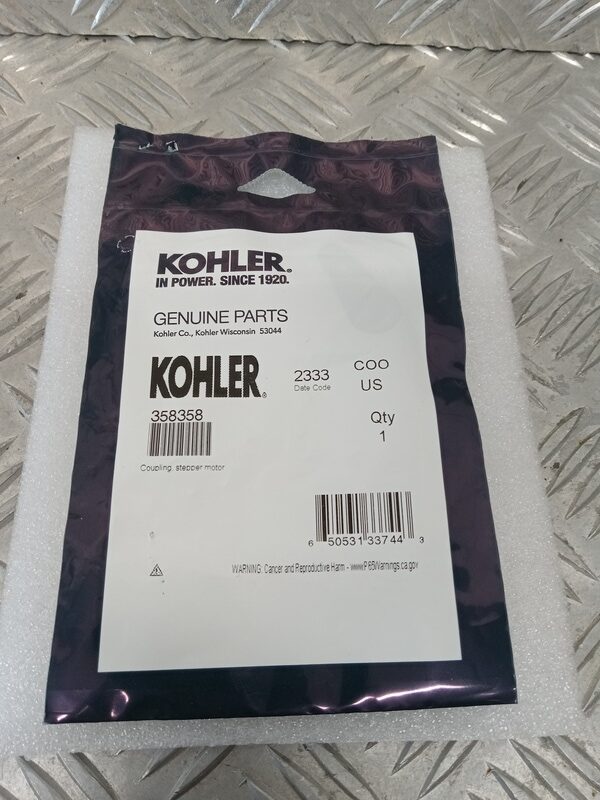 KOHLER®
IN POWER. SINCE 1920.
GENUINE PARTS
Kohler Co., Kohler Wisconsin 53044
KOHLER®
2333
Date Code
COO
US
358358
Qty
1
Coupling, stepper motor
6 50531 33744 3
WARNING: Cancer and Reproductive Harm - www.P65Warnings.ca.gov